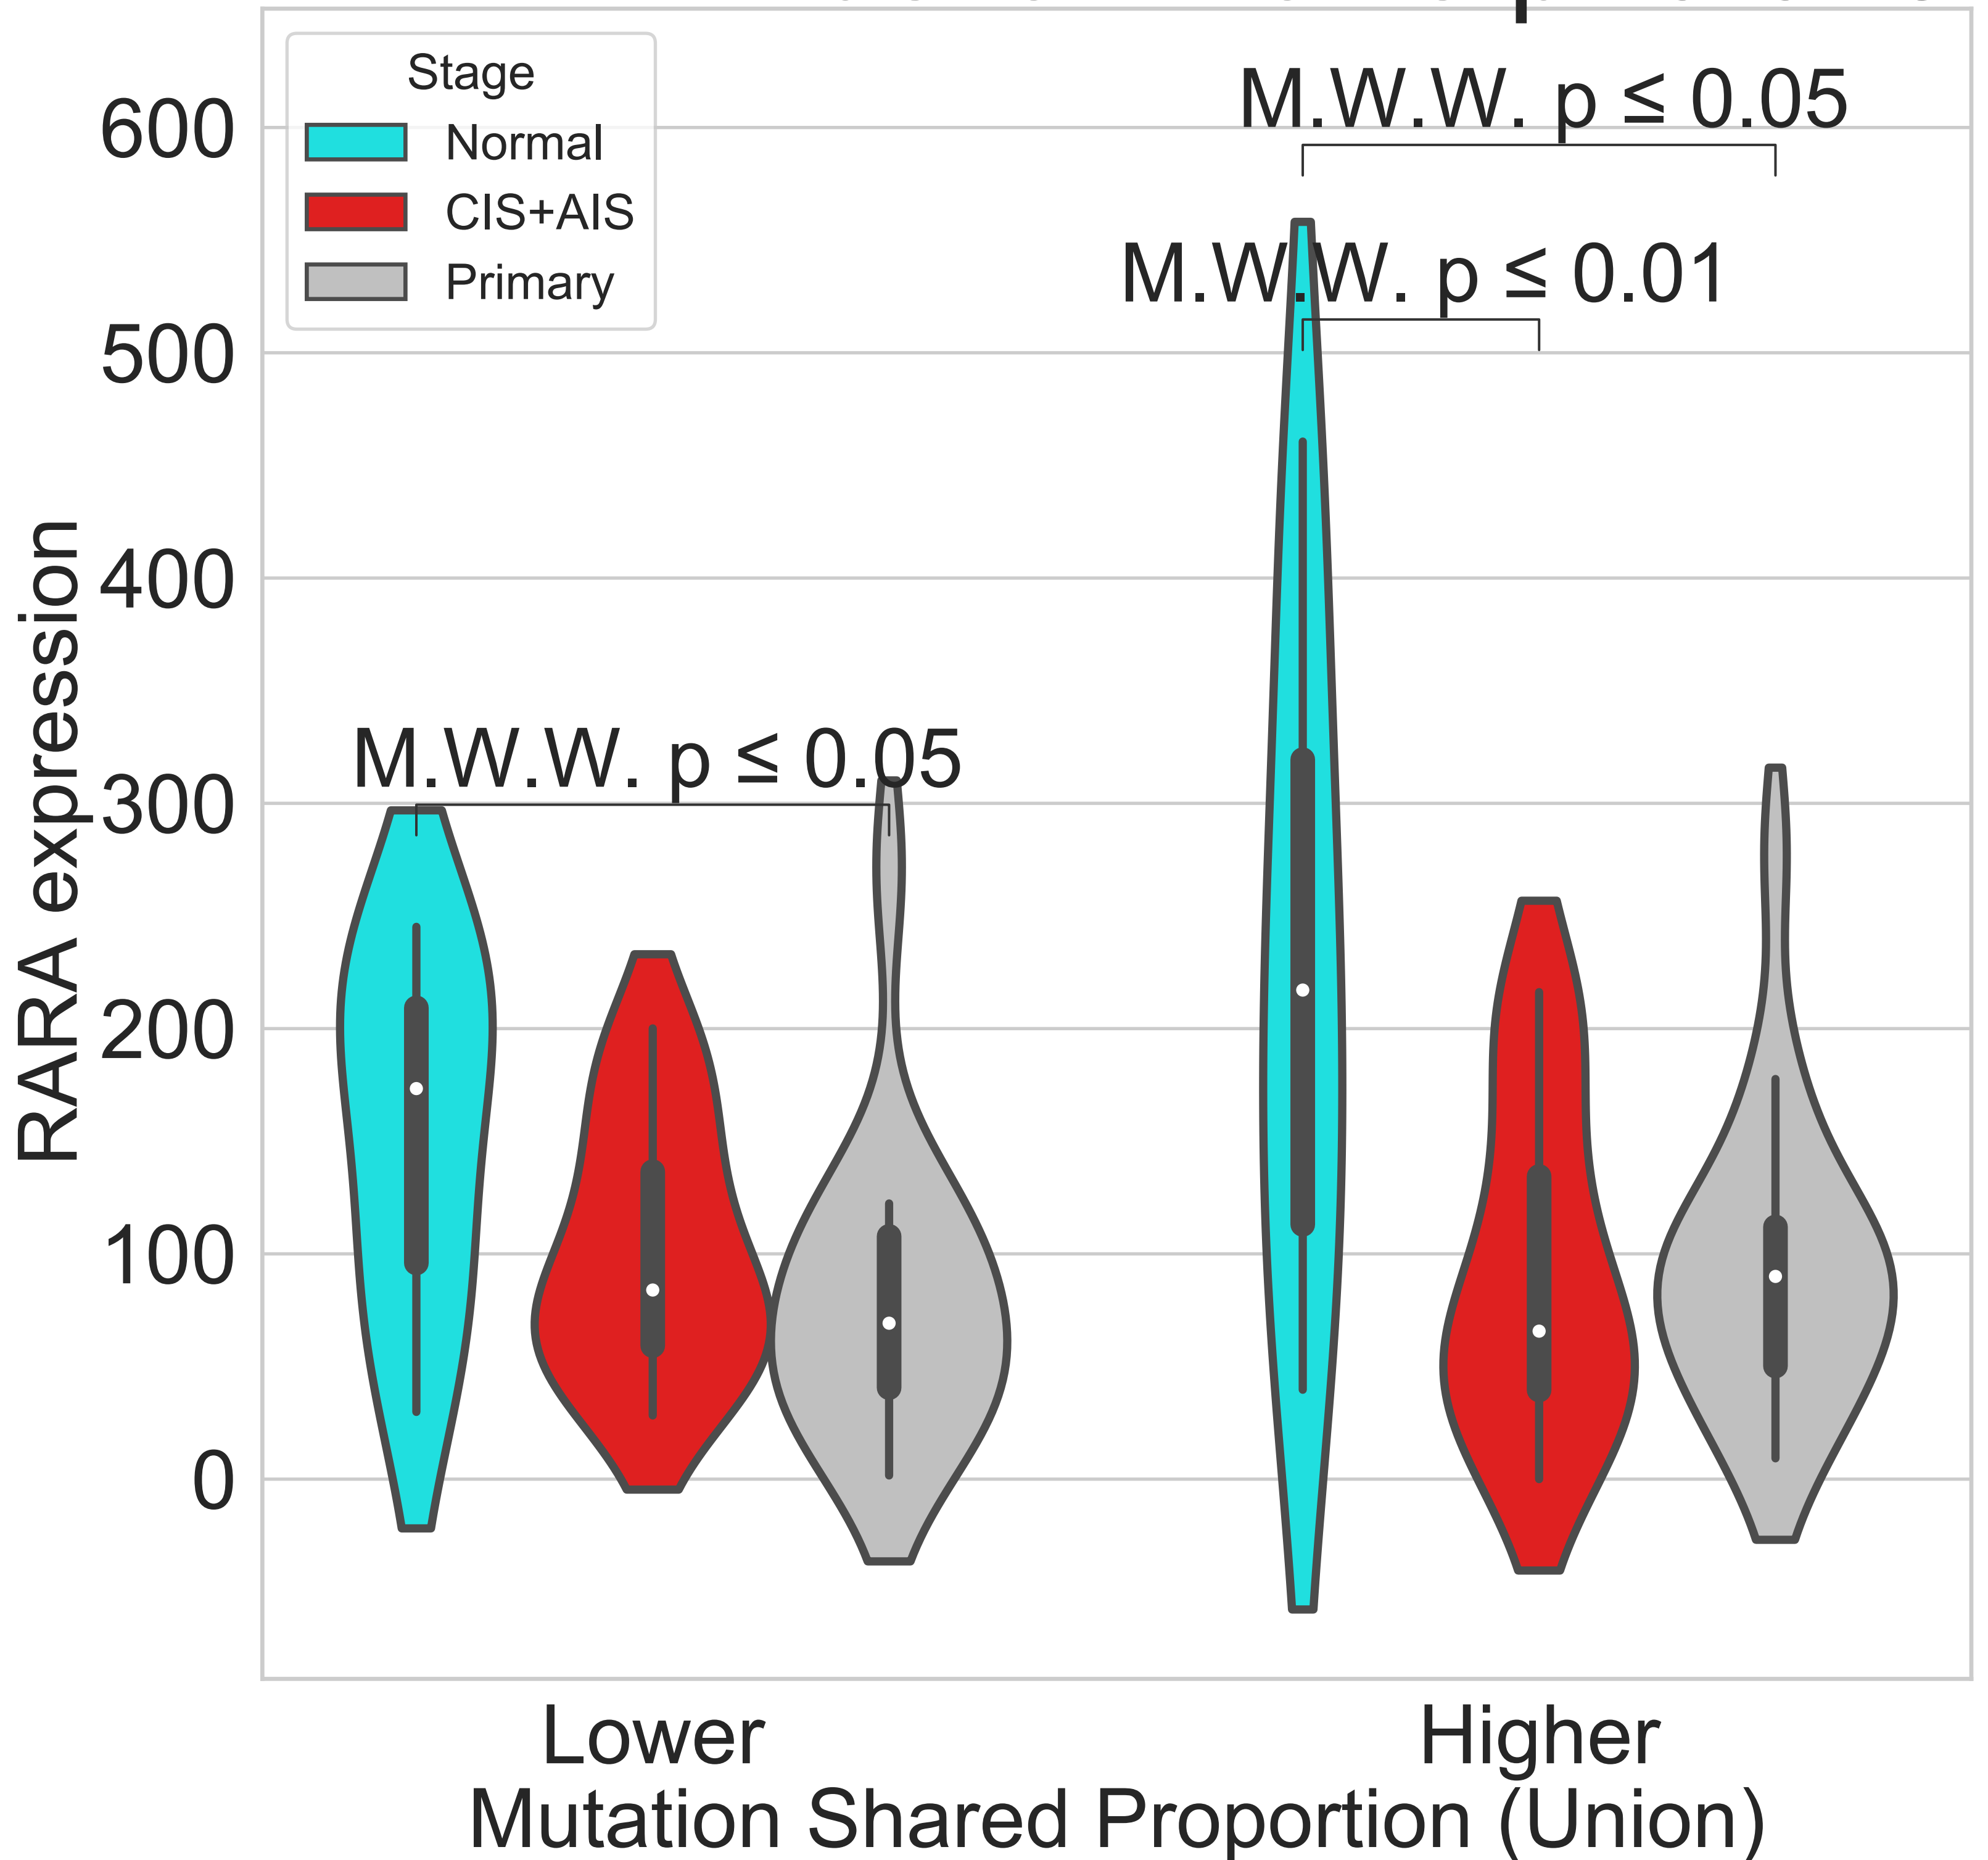 Stage
Normal
CIS+AIS
Primary
M.W.W. p ≤ 0.05
M.W.W. p ≤ 0.01
M.W.W. p ≤ 0.05
600
500
400
300
200
100
0
RARA expression
Lower
Higher
Mutation Shared Proportion (Union)